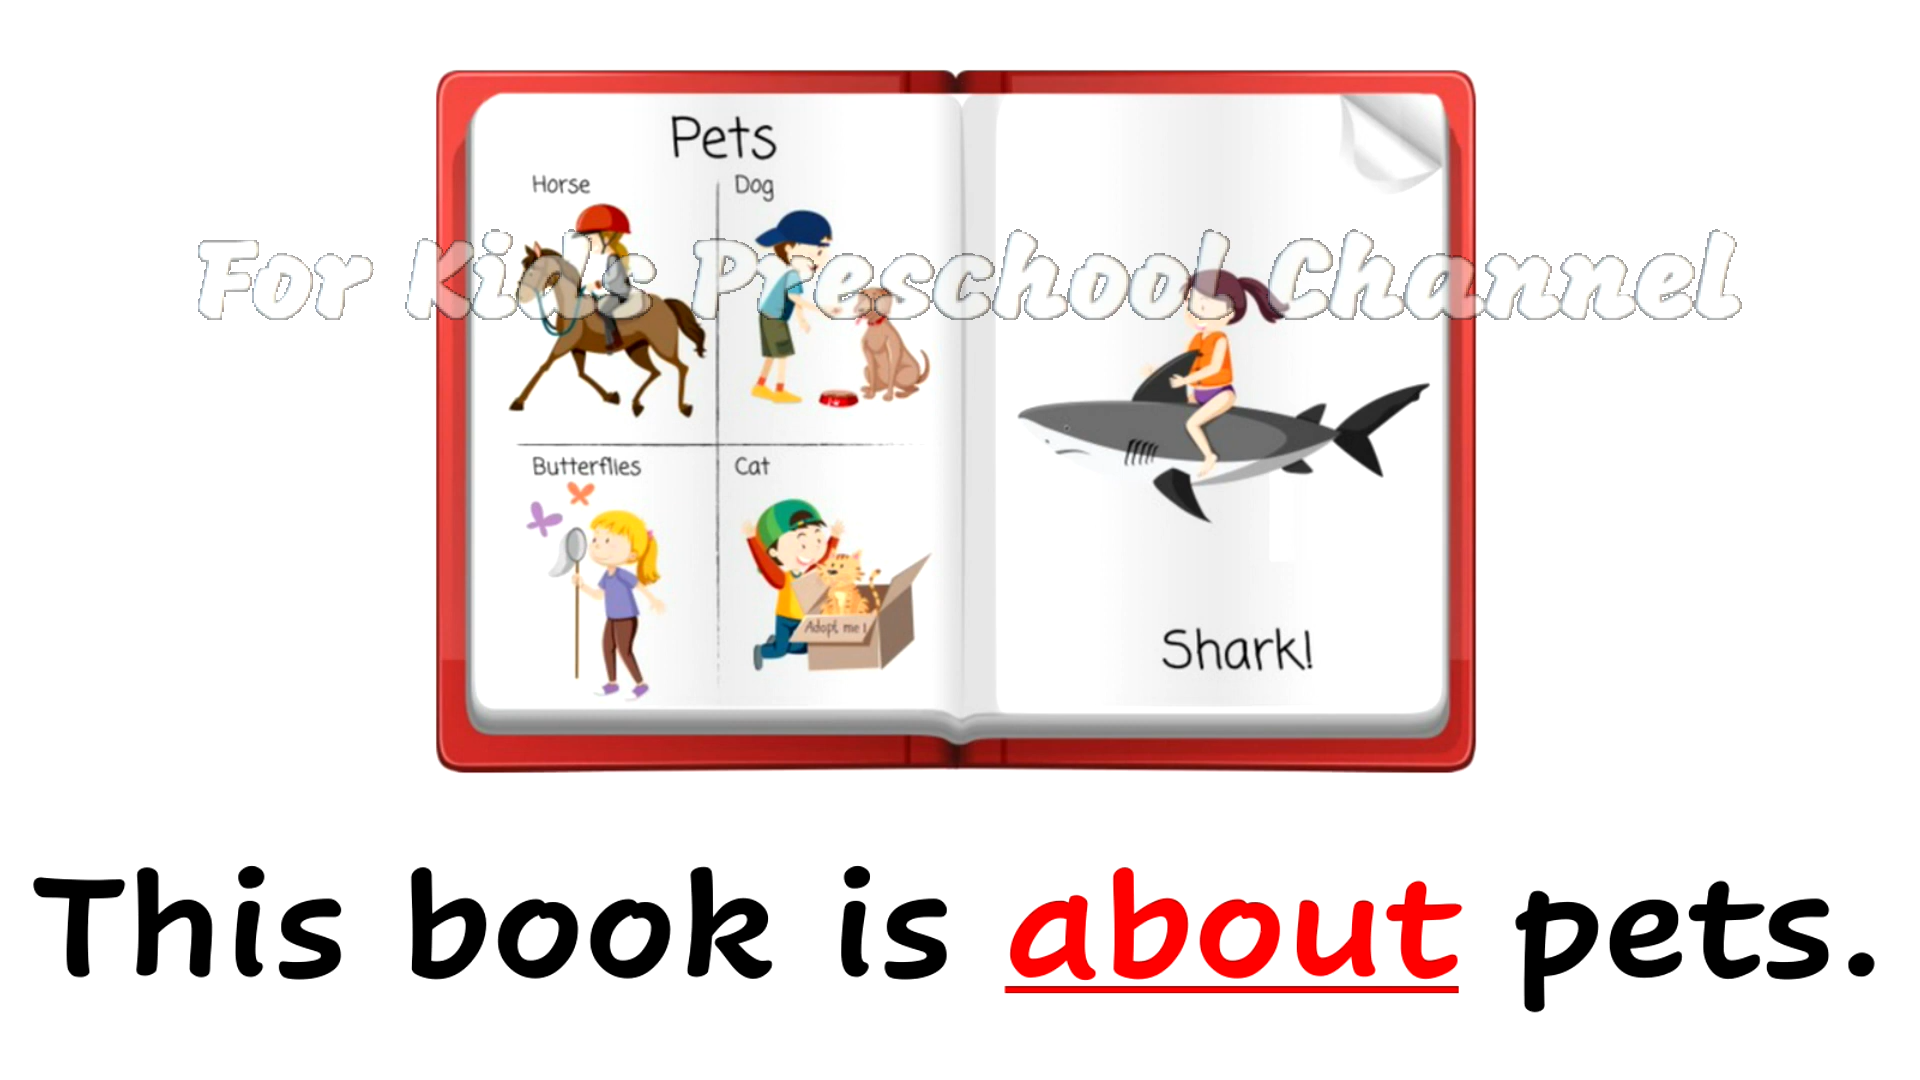 Pets
Horse
Dog
For Kids Preschool Channel
Butterflies
Cat
Adopt me !
Shark!
This book is about pets.